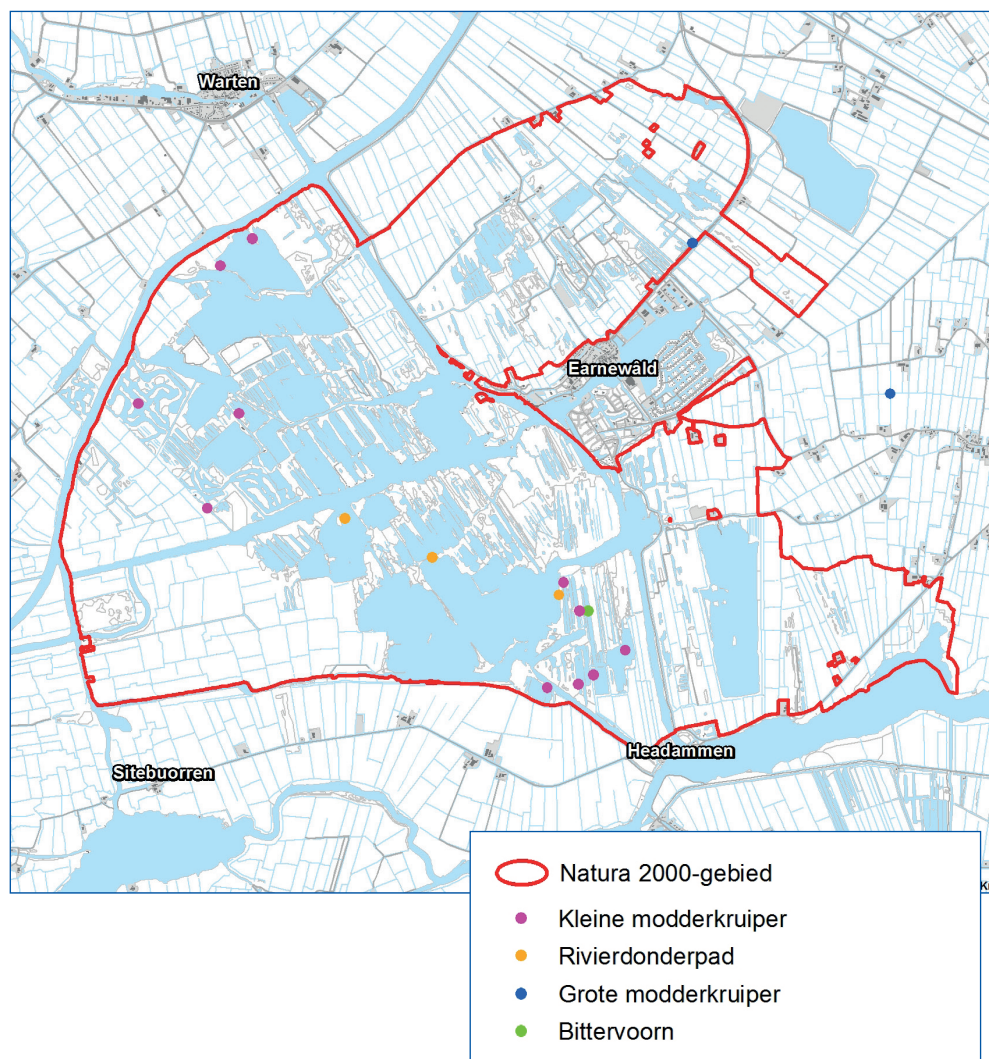 Warten
Earnewâld
Headammen
Sitebuorren
Natura 2000-gebied
Kleine modderkruiper
Rivierdonderpad
Grote modderkruiper
Bittervoorn